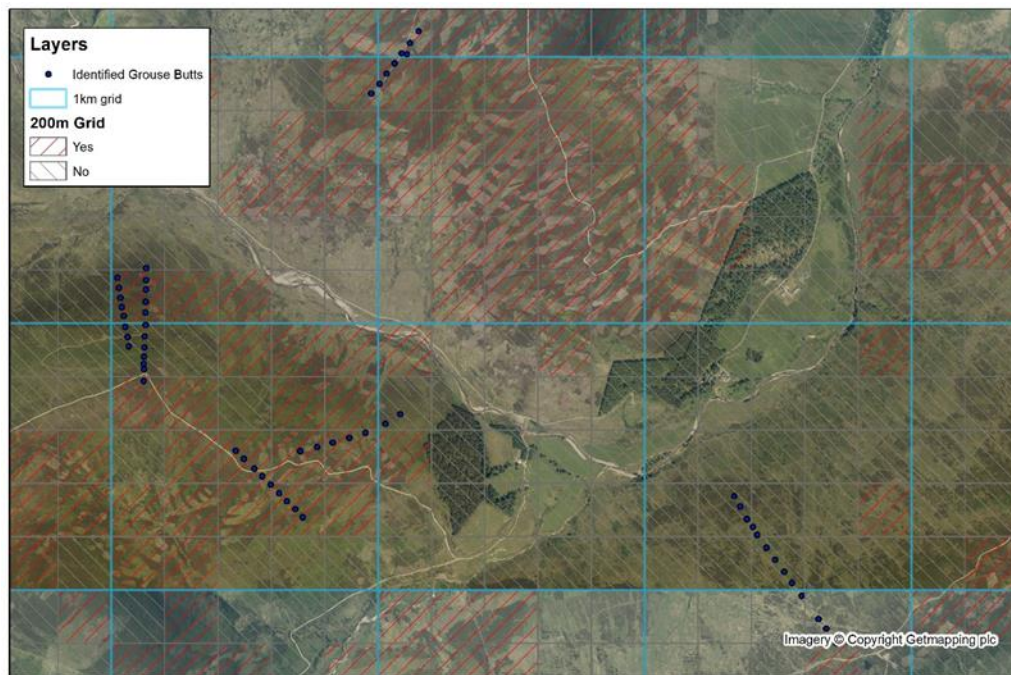 Layers
Identified Grouse Butts
1km grid
200m Grid
Yes
No
Imagery © Copyright Getmapping plc